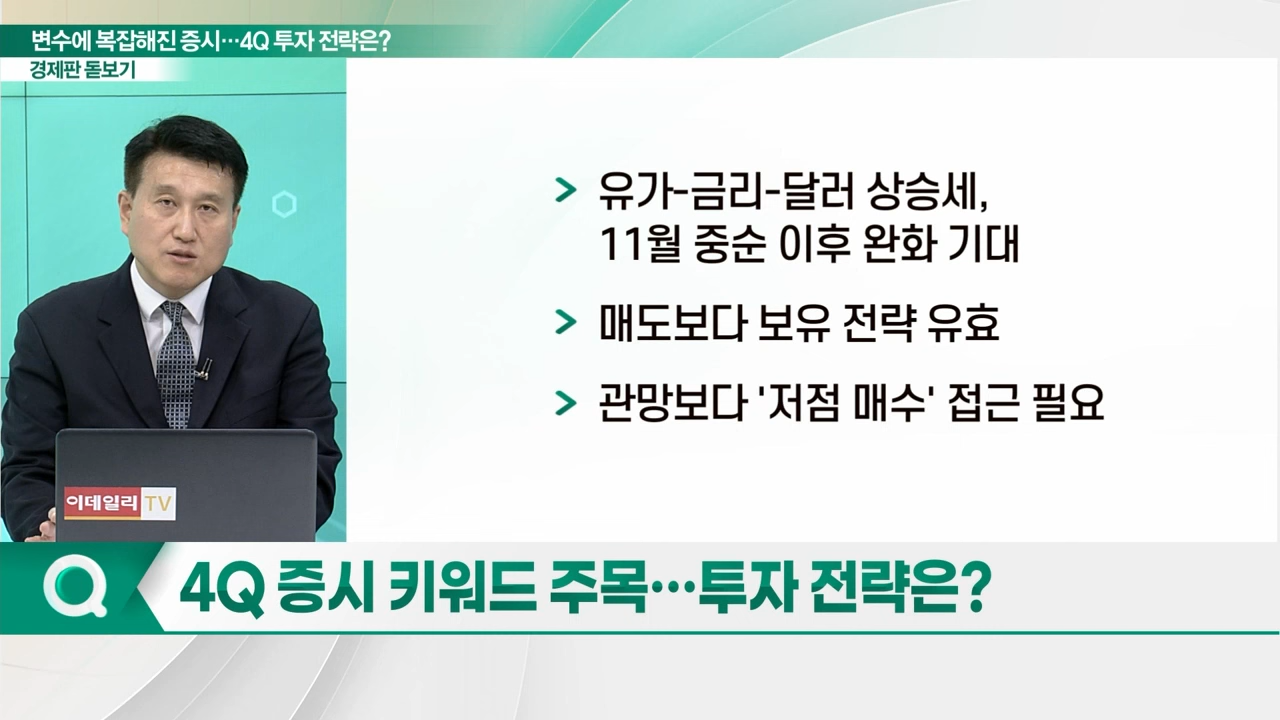 변수에 복잡해진 증시…4Q 투자 전략은?
경제판 돋보기
> 유가-금리-달러 상승세,
11월 중순 이후 완화 기대
> 매도보다 보유 전략 유효
> 관망보다 '저점 매수' 접근 필요
이데일리 TV
Q 4Q 증시 키워드 주목…투자 전략은?